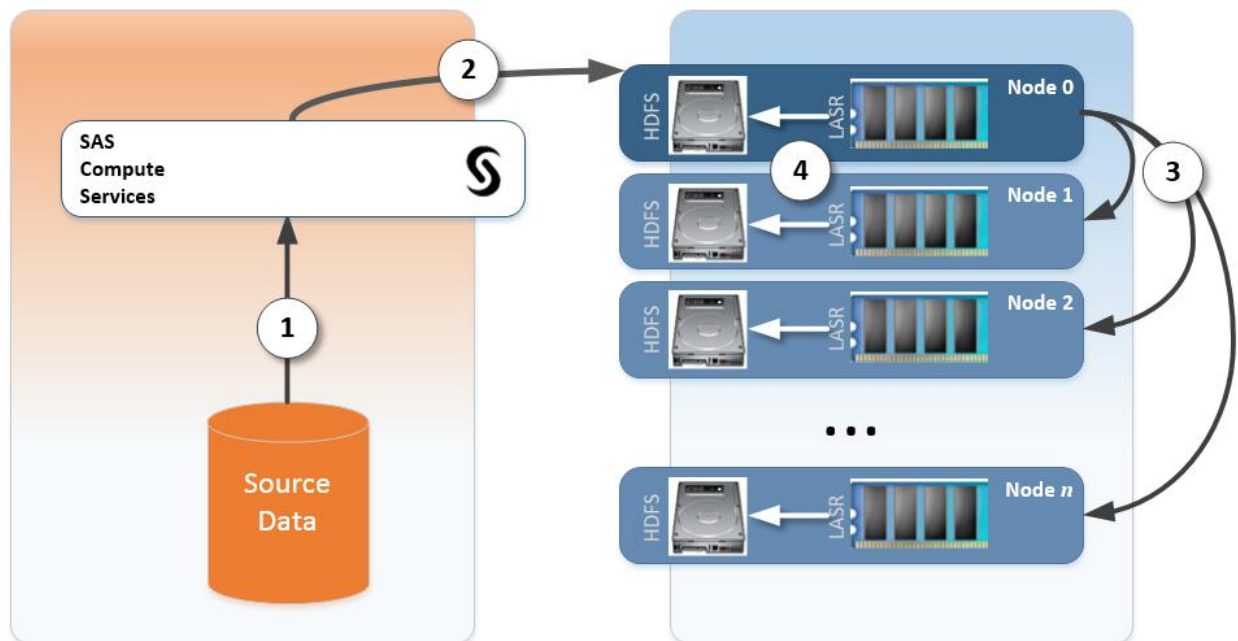 2
SAS
Compute
Services
1
Source
Data
HDFS
LASR
Node 0
4
3
HDFS
LASR
Node 1
HDFS
LASR
Node 2
...
HDFS
LASR
Node n